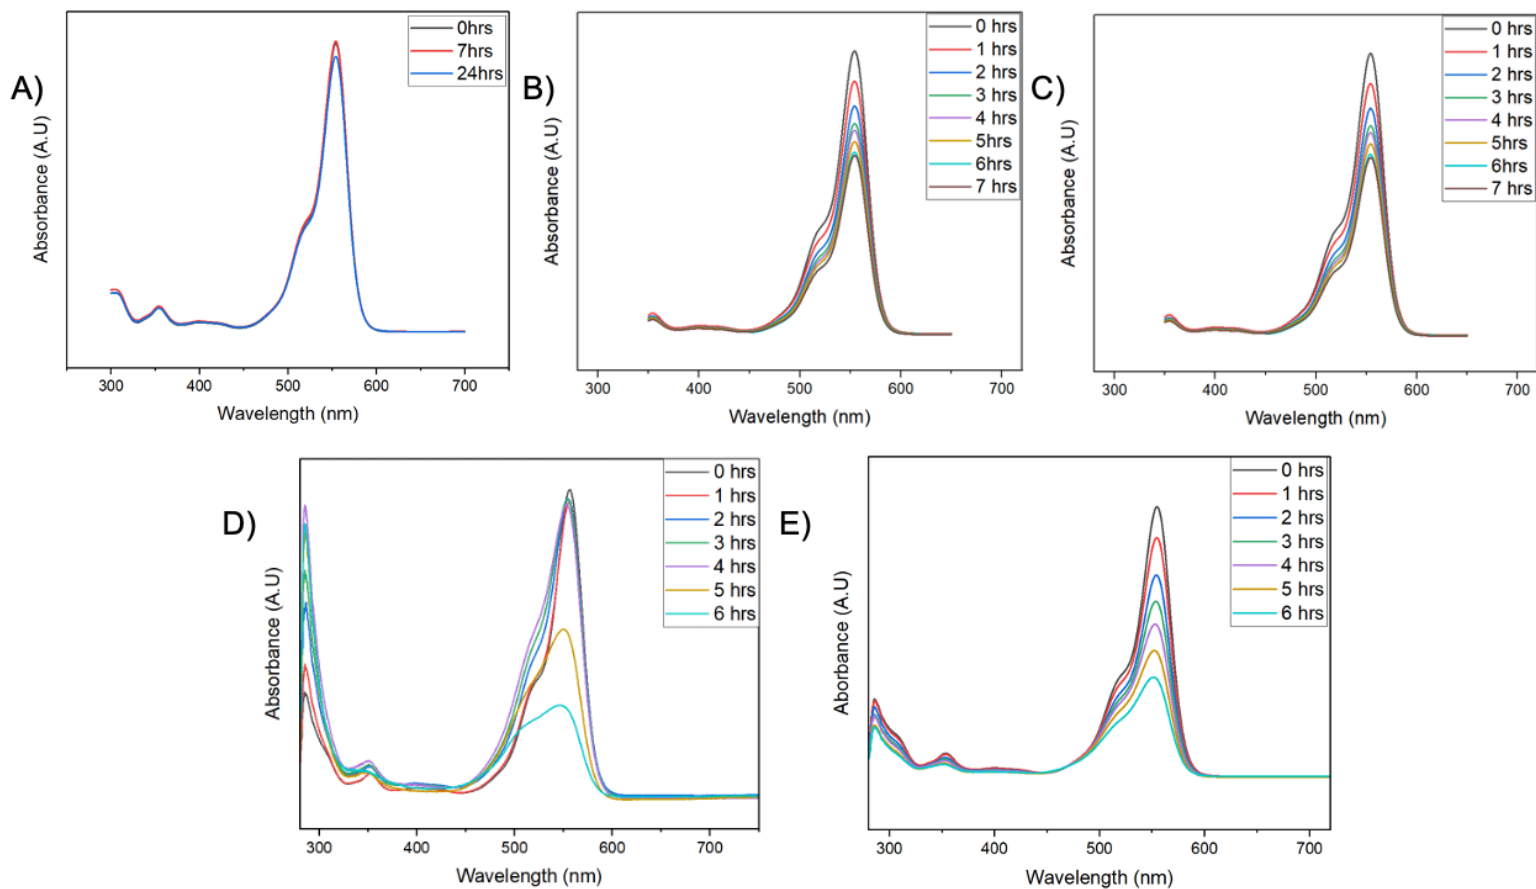 A)
Absorbance (A.U)
0hrs
7hrs
24hrs
300 400 500 600 700
Wavelength (nm)
B)
Absorbance (A.U)
0 hrs
1 hrs
2 hrs
3 hrs
4 hrs
5hrs
6hrs
7 hrs
300 400 500 600 700
Wavelength (nm)
C)
Absorbance (A.U)
0 hrs
1 hrs
2 hrs
3 hrs
4 hrs
5hrs
6hrs
7 hrs
300 400 500 600 700
Wavelength (nm)
D)
Absorbance (A.U)
0 hrs
1 hrs
2 hrs
3 hrs
4 hrs
5 hrs
6 hrs
300 400 500 600 700
Wavelength (nm)
E)
Aborbance (A.U)
0 hrs
1 hrs
2 hrs
3 hrs
4 hrs
5 hrs
6 hrs
300 400 500 600 700
Wavelength (nm)